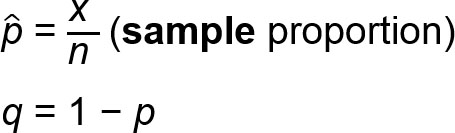 p̂ = x/n (sample proportion)
q = 1 − p